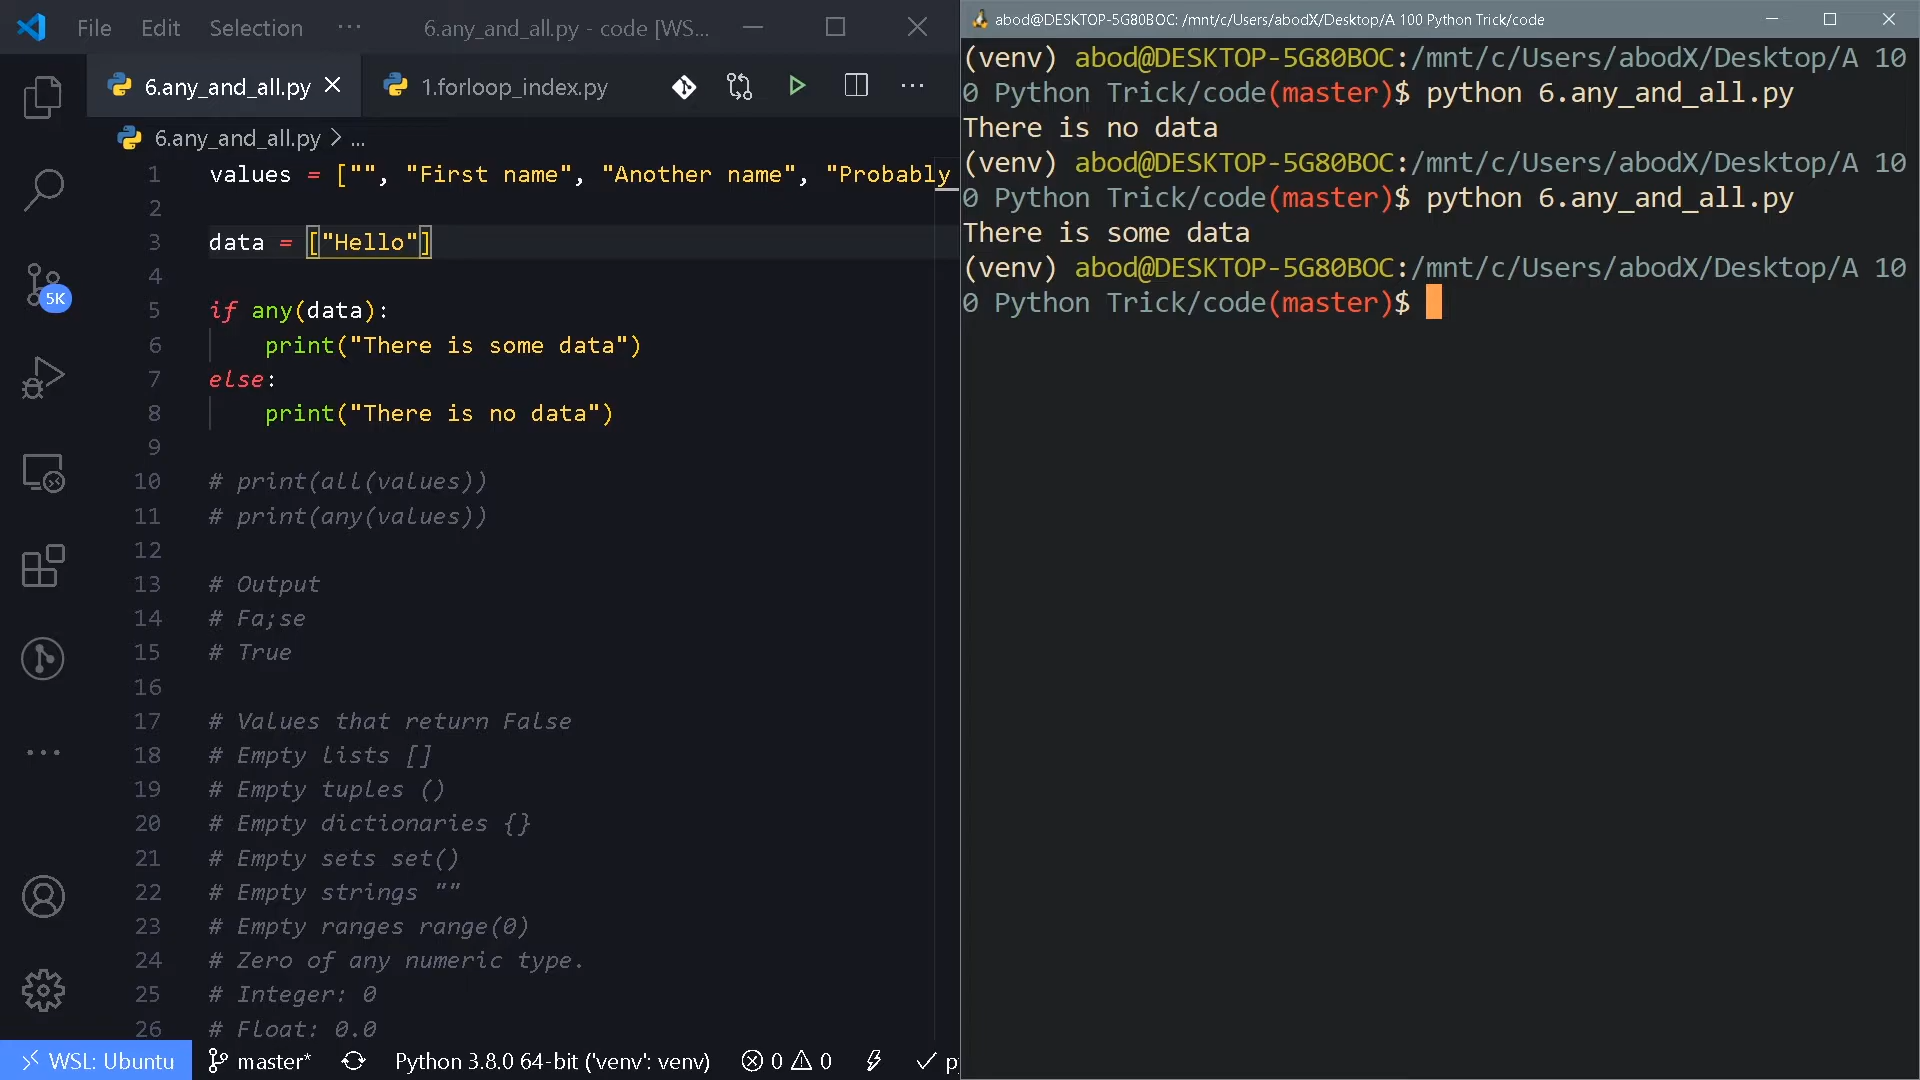 File Edit Selection ··· 6.any_and_all.py - code [WS...
6.any_and_all.py 1.forloop_index.py ···
6.any_and_all.py > ...
1 values = ["", "First name", "Another name", "Probably
2
3 data = ["Hello"]
4
5 if any(data):
6 print("There is some data")
7 else:
8 print("There is no data")
9
10 # print(all(values))
11 # print(any(values))
12
13 # Output
14 # Fa;se
15 # True
16
17 # Values that return False
18 # Empty lists []
19 # Empty tuples ()
20 # Empty dictionaries {}
21 # Empty sets set()
22 # Empty strings ""
23 # Empty ranges range(0)
24 # Zero of any numeric type.
25 # Integer: 0
26 # Float: 0.0
5K
WSL: Ubuntu master* Python 3.8.0 64-bit ('venv': venv) 0 0
abod@DESKTOP-5G80BOC: /mnt/c/Users/abodX/Desktop/A 100 Python Trick/code
(venv) abod@DESKTOP-5G80BOC:/mnt/c/Users/abodX/Desktop/A 10
0 Python Trick/code(master)$ python 6.any_and_all.py
There is no data
(venv) abod@DESKTOP-5G80BOC:/mnt/c/Users/abodX/Desktop/A 10
0 Python Trick/code(master)$ python 6.any_and_all.py
There is some data
(venv) abod@DESKTOP-5G80BOC:/mnt/c/Users/abodX/Desktop/A 10
0 Python Trick/code(master)$